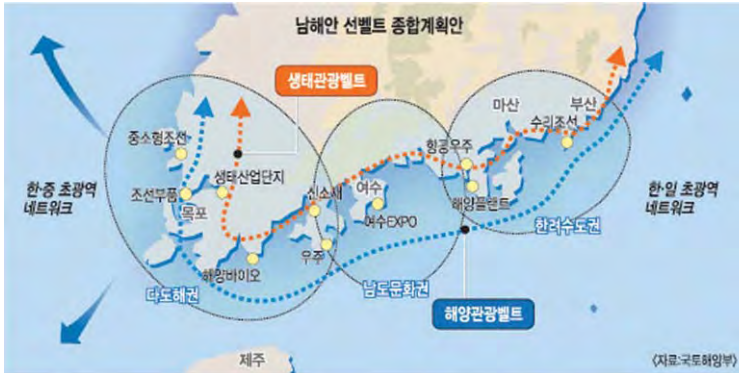 남해안 선벨트 종합계획안
생태관광벨트
마산
부산
수리조선
중소형조선
항공우주
생태산업단지
신소재
여수
한·중 초광역
네트워크
조선부품
목포
해양플랜트
한·일 초광역
네트워크
여수EXPO
한려수도권
우주
해양바이오
다도해권
남도문화권
해양관광벨트
제주
〈자료:국토해양부〉